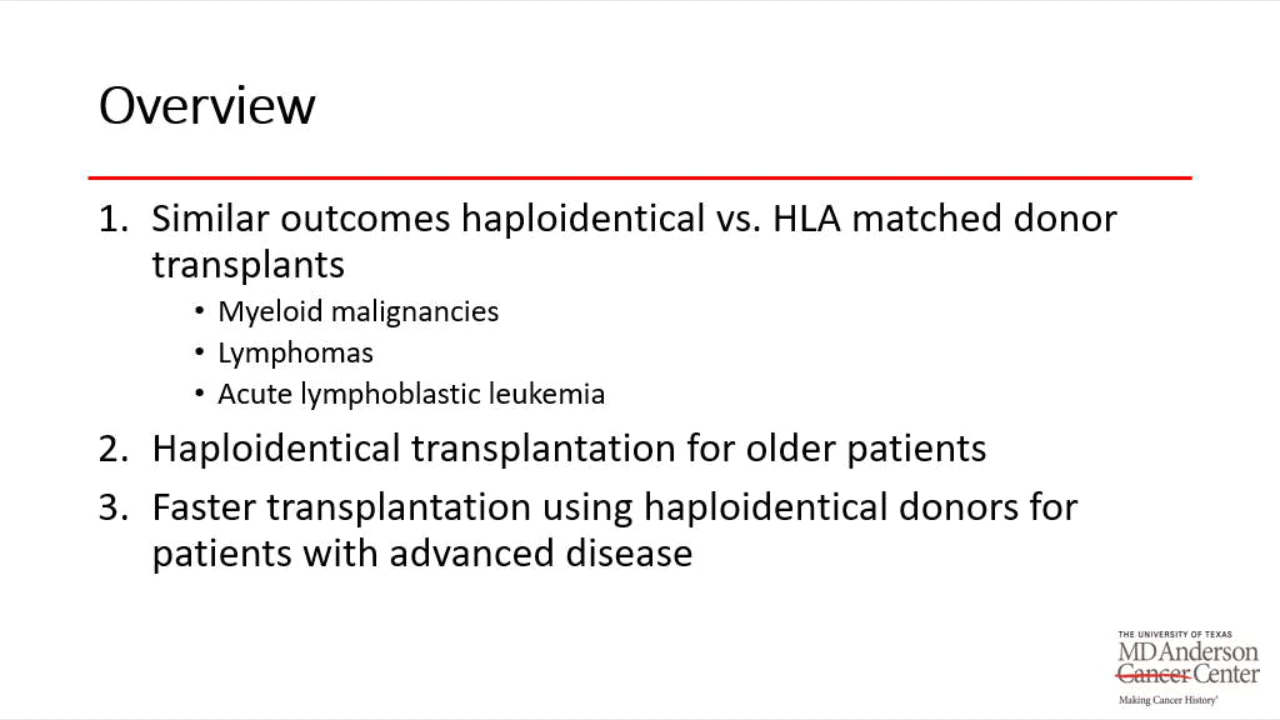 Overview
1. Similar outcomes haploidentical vs. HLA matched donor
transplants
• Myeloid malignancies
• Lymphomas
• Acute lymphoblastic leukemia
2. Haploidentical transplantation for older patients
3. Faster transplantation using haploidentical donors for
patients with advanced disease
THE UNIVERSITY OF TEXAS
MD Anderson
Cancer Center
Making Cancer History®